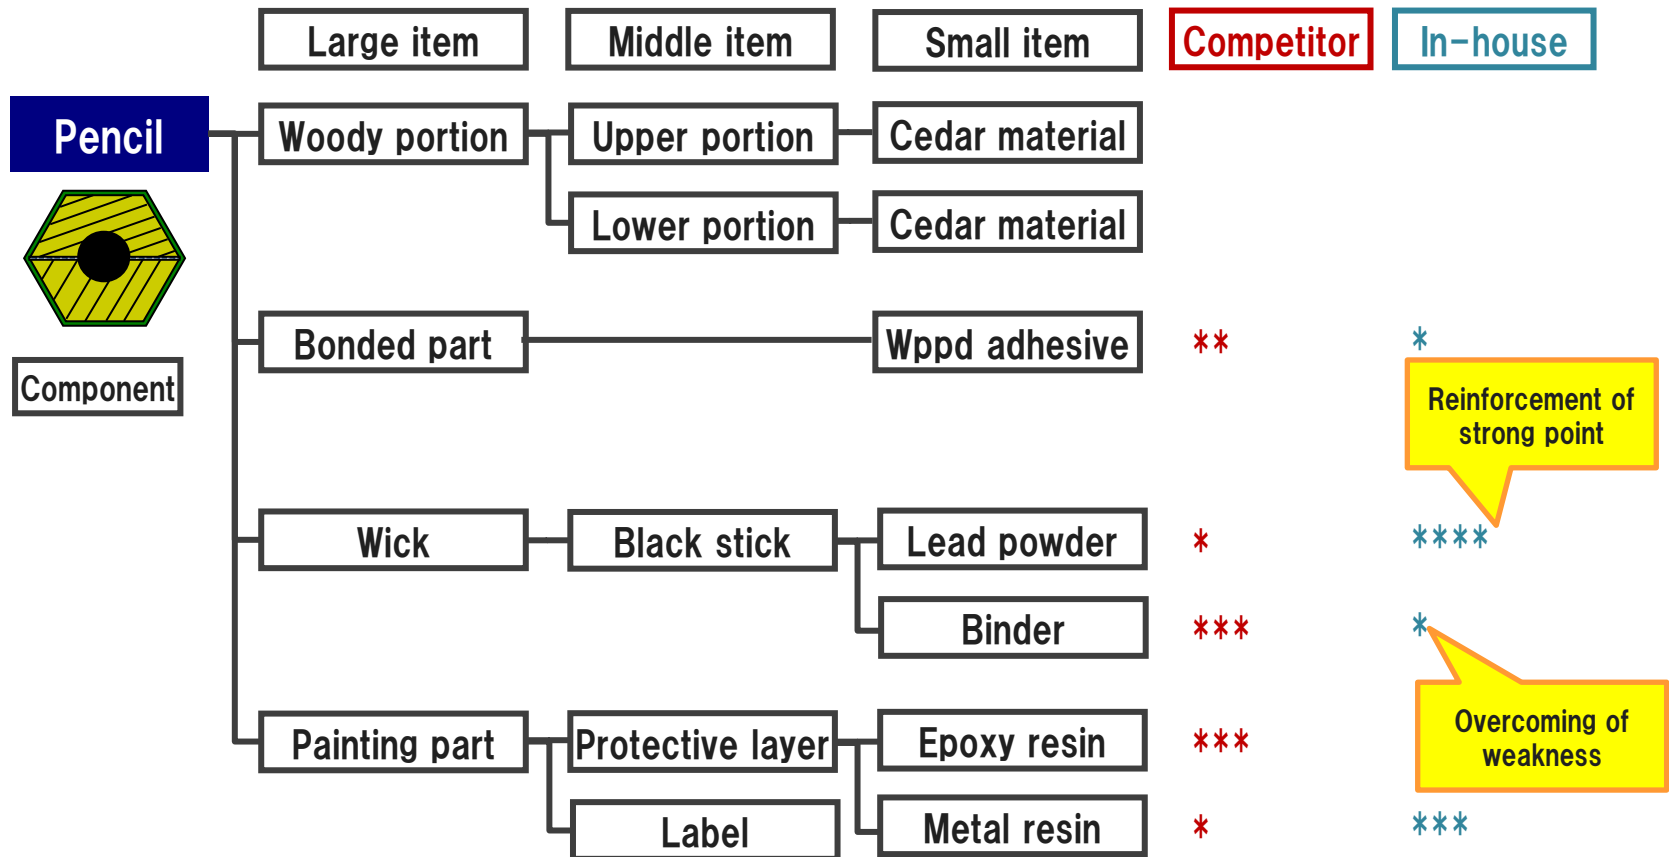 Large item Middle item Small item Competitor In-house
Pencil Woody portion Upper portion Cedar material
Lower portion Cedar material
Bonded part Wppd adhesive ** *
Component
Reinforcement of
strong point
Wick Black stick Lead powder * ****
Binder *** *
Painting part Protective layer Epoxy resin ***
Overcoming of
weakness
Label Metal resin * ***